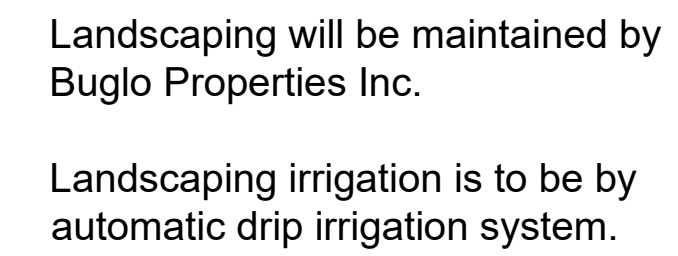 Landscaping will be maintained by
Buglo Properties Inc.
Landscaping irrigation is to be by
automatic drip irrigation system.